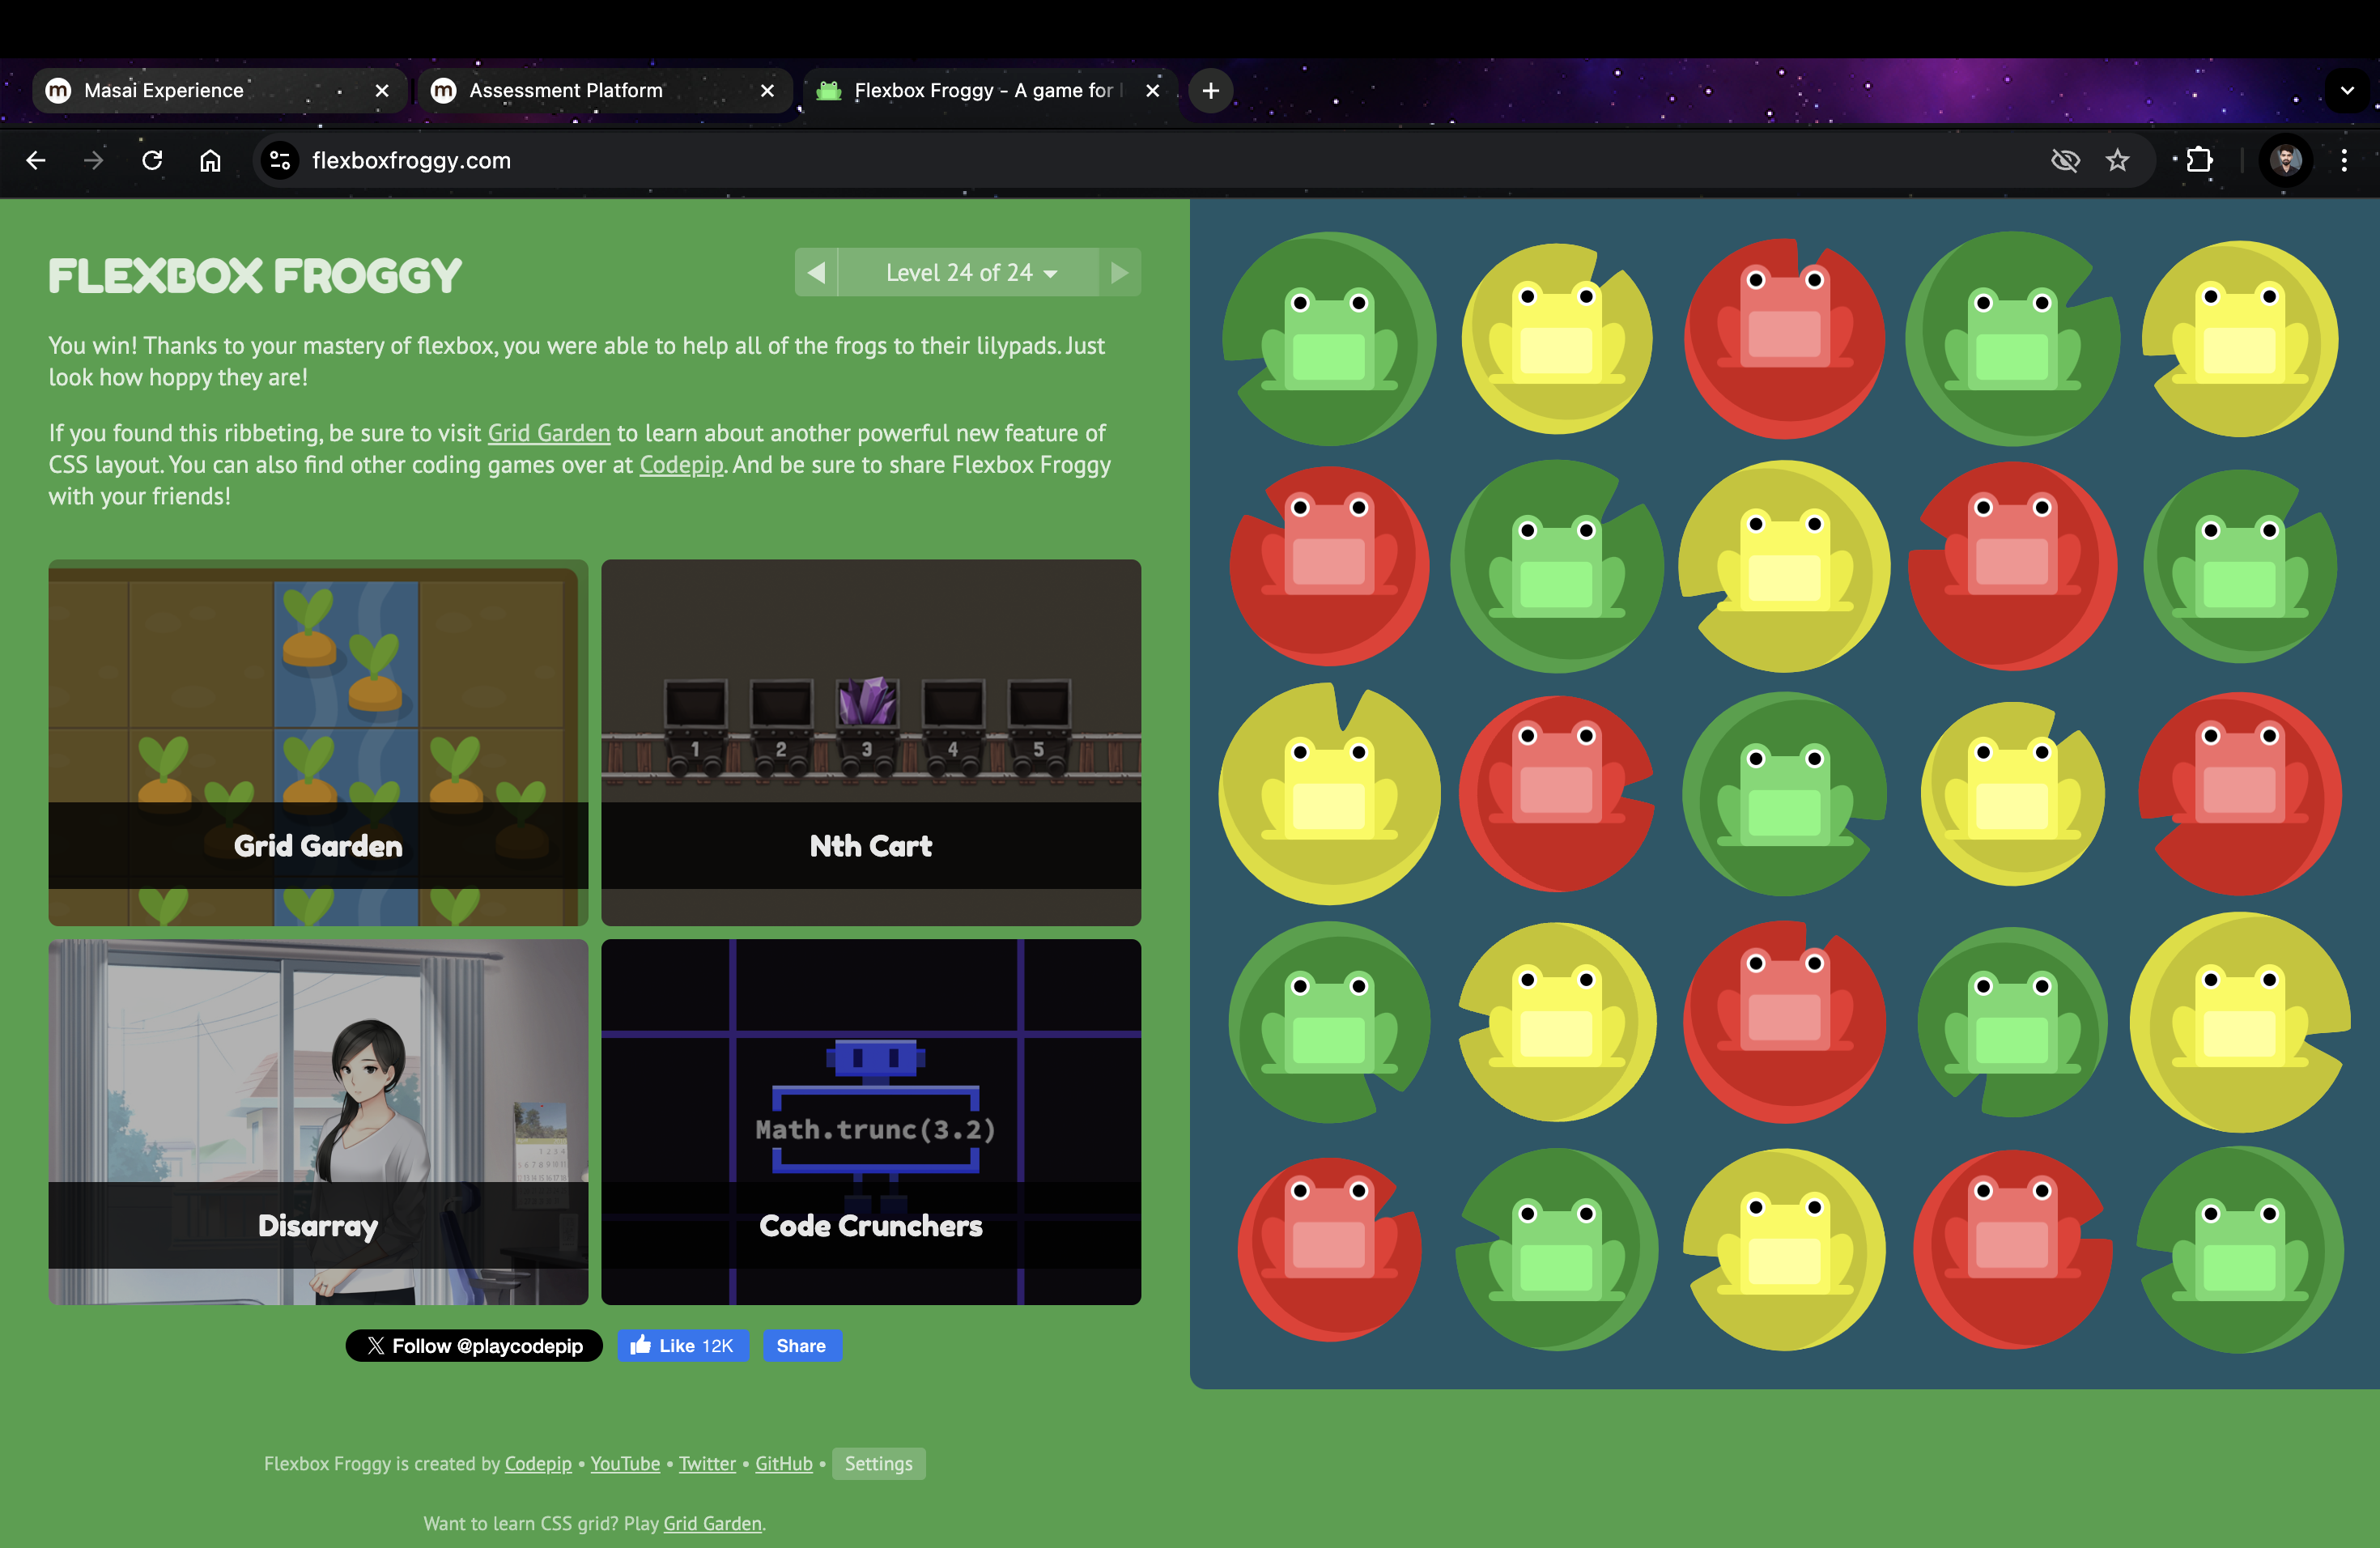 Masai Experience
Assessment Platform
Flexbox Froggy - A game for
flexboxfroggy.com
FLEXBOX FROGGY
Level 24 of 24
You win! Thanks to your mastery of flexbox, you were able to help all of the frogs to their lilypads. Just
look how hoppy they are!
If you found this ribbeting, be sure to visit Grid Garden to learn about another powerful new feature of
CSS layout. You can also find other coding games over at Codepip. And be sure to share Flexbox Froggy
with your friends!
1 2 3 4 5
Grid Garden
Nth Cart
Math.trunc(3.2)
Disarray
Code Crunchers
Follow @playcodepip
Like 12K
Share
Flexbox Froggy is created by Codepip • YouTube • Twitter • GitHub • Settings
Want to learn CSS grid? Play Grid Garden.